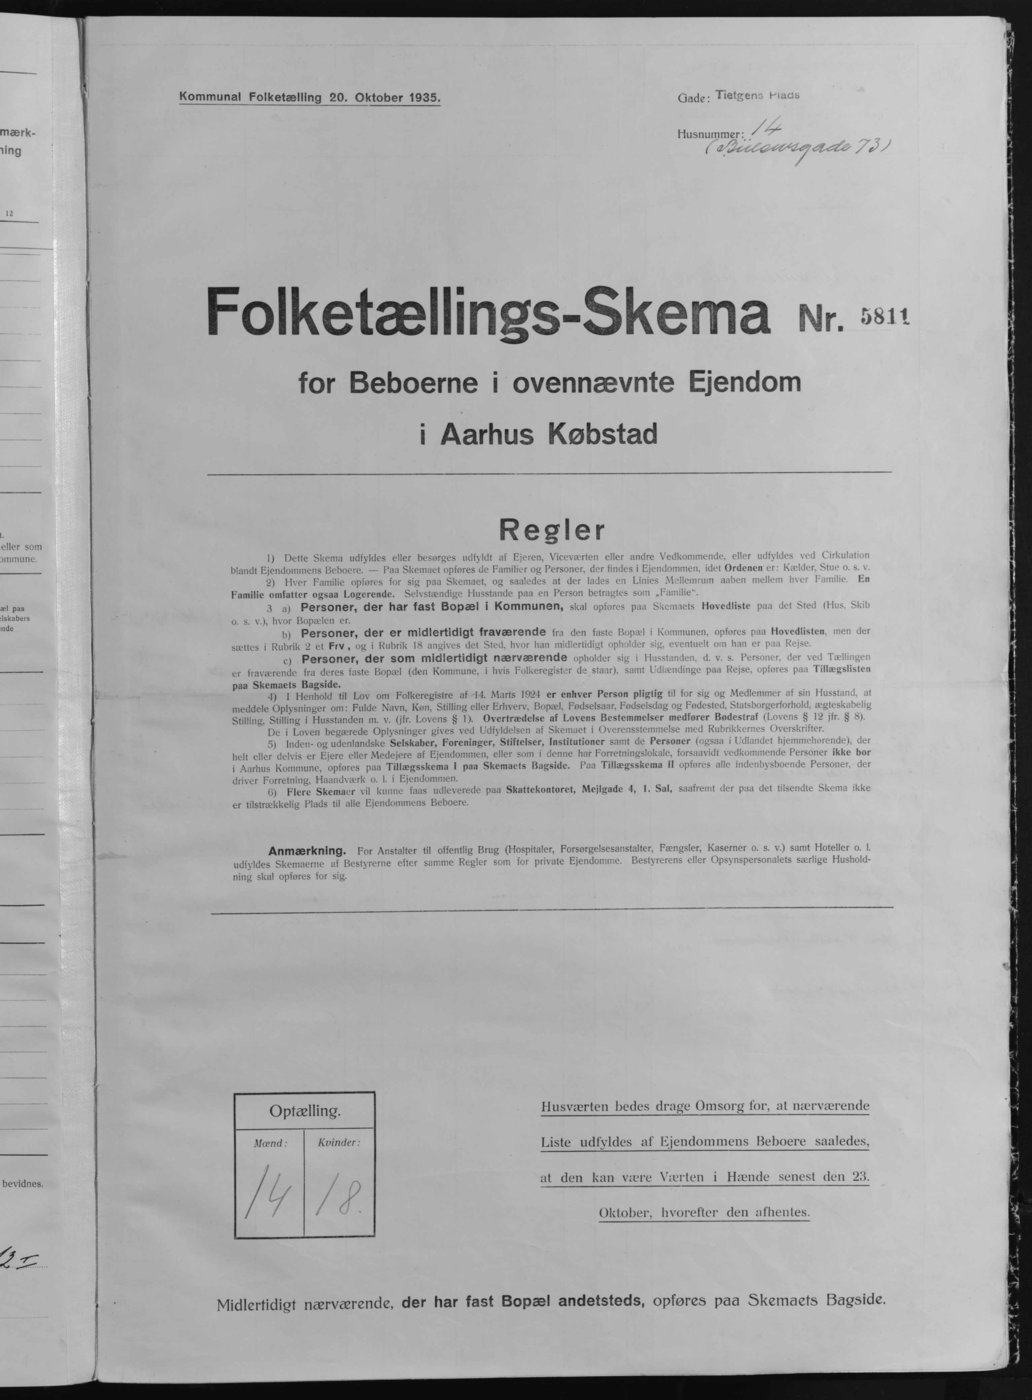 mærk-
ning
12
eller som
ommune.
æl paa
elskabers
nde
bevidnes.
Kommunal Folketælling 20. Oktober 1935.
Gade: Tietgens Plads
Husnummer: 14
(Bülowsgade 73)
Folketællings-Skema Nr. 5811
for Beboerne i ovennævnte Ejendom
i Aarhus Købstad
Regler
1) Dette Skema udfyldes eller besørges udfyldt af Ejeren, Viceværten eller andre Vedkommende, eller udfyldes ved Cirkulation
blandt Ejendommens Beboere. — Paa Skemaet opføres de Familier og Personer, der findes i Ejendommen, idet Ordenen er: Kælder, Stue o. s. v.
2) Hver Familie opføres for sig paa Skemaet, og saaledes at der lades en Linies Mellemrum aaben mellem hver Familie. En
Familie omfatter ogsaa Logerende. Selvstændige Husstande paa en Person betragtes som „Familie“.
3 a) Personer, der har fast Bopæl i Kommunen, skal opføres paa Skemaets Hovedliste paa det Sted (Hus, Skib
o. s. v.), hvor Bopælen er.
b) Personer, der er midlertidigt fraværende fra den faste Bopæl i Kommunen, opføres paa Hovedlisten, men der
sættes i Rubrik 2 et Frv., og i Rubrik 18 angives det Sted, hvor han midlertidigt opholder sig, eventuelt om han er paa Rejse.
c) Personer, der som midlertidigt nærværende opholder sig i Husstanden, d. v. s. Personer, der ved Tællingen
er fraværende fra deres faste Bopæl (den Kommune, i hvis Folkeregister de staar), samt Udlændinge paa Rejse, opføres paa Tillægslisten
paa Skemaets Bagside.
4) I Henhold til Lov om Folkeregistre af 14. Marts 1924 er enhver Person pligtig til for sig og Medlemmer af sin Husstand, at
meddele Oplysninger om: Fulde Navn, Køn, Stilling eller Erhverv, Bopæl, Fødselsaar, Fødselsdag og Fødested, Statsborgerforhold, ægteskabelig
Stilling, Stilling i Husstanden m. v. (jfr. Lovens § 1). Overtrædelse af Lovens Bestemmelser medfører Bødestraf (Lovens § 12 jfr. § 8).
De i Loven begærede Oplysninger gives ved Udfyldelsen af Skemaet i Overensstemmelse med Rubrikkernes Overskrifter.
5) Inden- og udenlandske Selskaber, Foreninger, Stiftelser, Institutioner samt de Personer (ogsaa i Udlandet hjemmehørende), der
helt eller delvis er Ejere eller Medejere af Ejendommen, eller som i denne har Forretningslokale, forsaavidt vedkommende Personer ikke bor
i Aarhus Kommune, opføres paa Tillægsskema I paa Skemaets Bagside. Paa Tillægsskema II opføres alle indenbysboende Personer, der
driver Forretning, Haandværk o. l. i Ejendommen.
6) Flere Skemaer vil kunne faas udleverede paa Skattekontoret, Mejlgade 4, 1. Sal, saafremt der paa det tilsendte Skema ikke
er tilstrækkelig Plads til alle Ejendommens Beboere.
Anmærkning. For Anstalter til offentlig Brug (Hospitaler, Forsørgelsesanstalter, Fængsler, Kaserner o. s. v.) samt Hoteller o. l.
udfyldes Skemaerne af Bestyrerne efter samme Regler som for private Ejendomme. Bestyrerens eller Opsynspersonalets særlige Hushold-
ning skal opføres for sig.
Optælling.
Mænd: Kvinder:
14 18.
Husværten bedes drage Omsorg for, at nærværende
Liste udfyldes af Ejendommens Beboere saaledes,
at den kan være Værten i Hænde senest den 23.
Oktober, hvorefter den afhentes.
Midlertidigt nærværende, der har fast Bopæl andetsteds, opføres paa Skemaets Bagside.